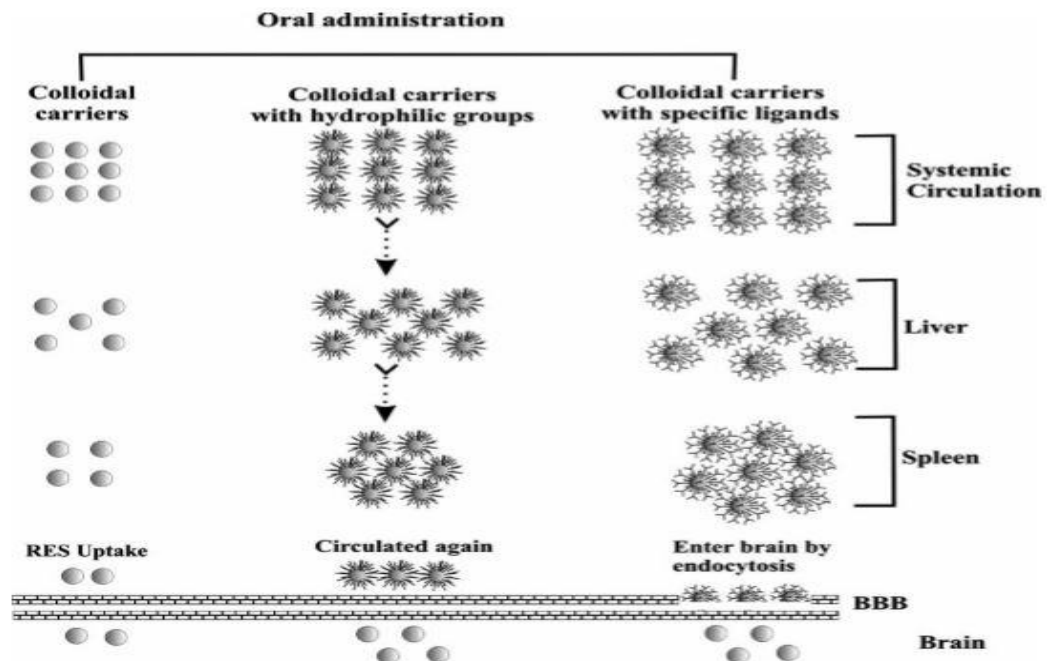 Oral administration
Colloidal
carriers
Colloidal carriers
with hydrophilic groups
Colloidal carriers
with specific ligands
Systemic
Circulation
Liver
Spleen
RES Uptake
Circulated again
Enter brain by
endocytosis
BBB
Brain